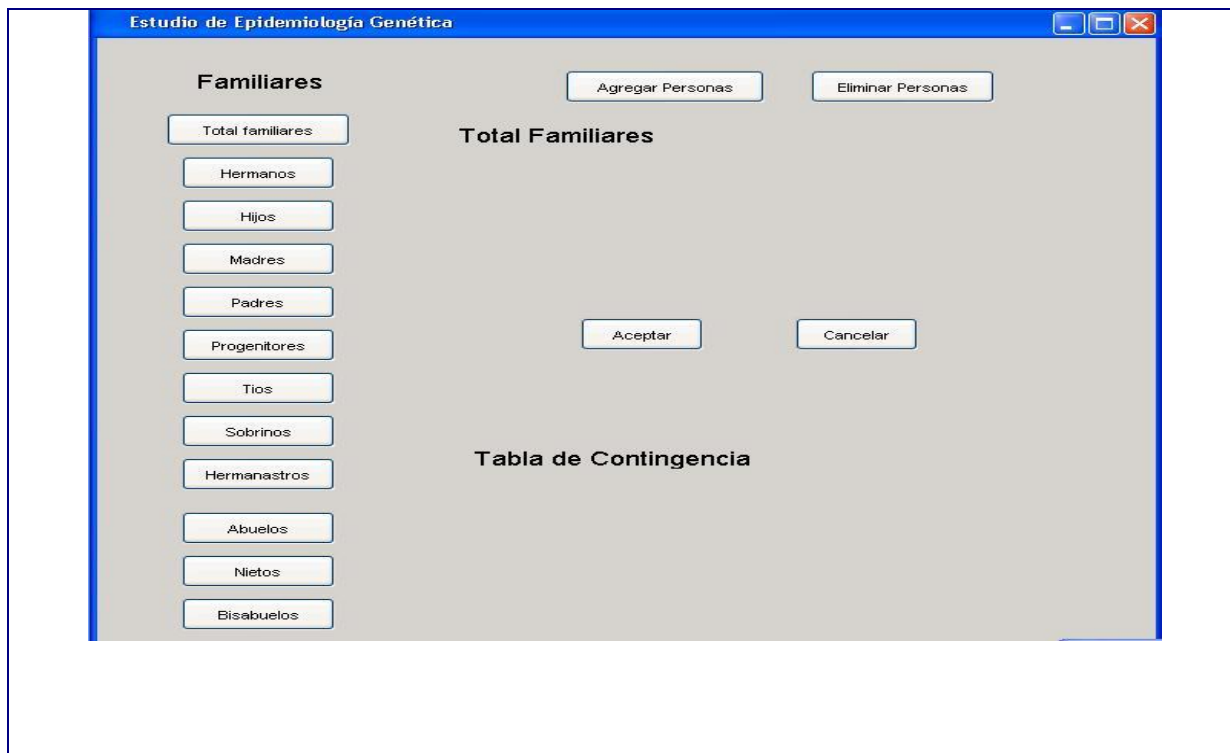 Estudio de Epidemiología Genética
Familiares
Agregar Personas
Eliminar Personas
Total familiares
Total Familiares
Hermanos
Hijos
Madres
Padres
Progenitores
Aceptar
Cancelar
Tios
Sobrinos
Hermanastros
Tabla de Contingencia
Abuelos
Nietos
Bisabuelos